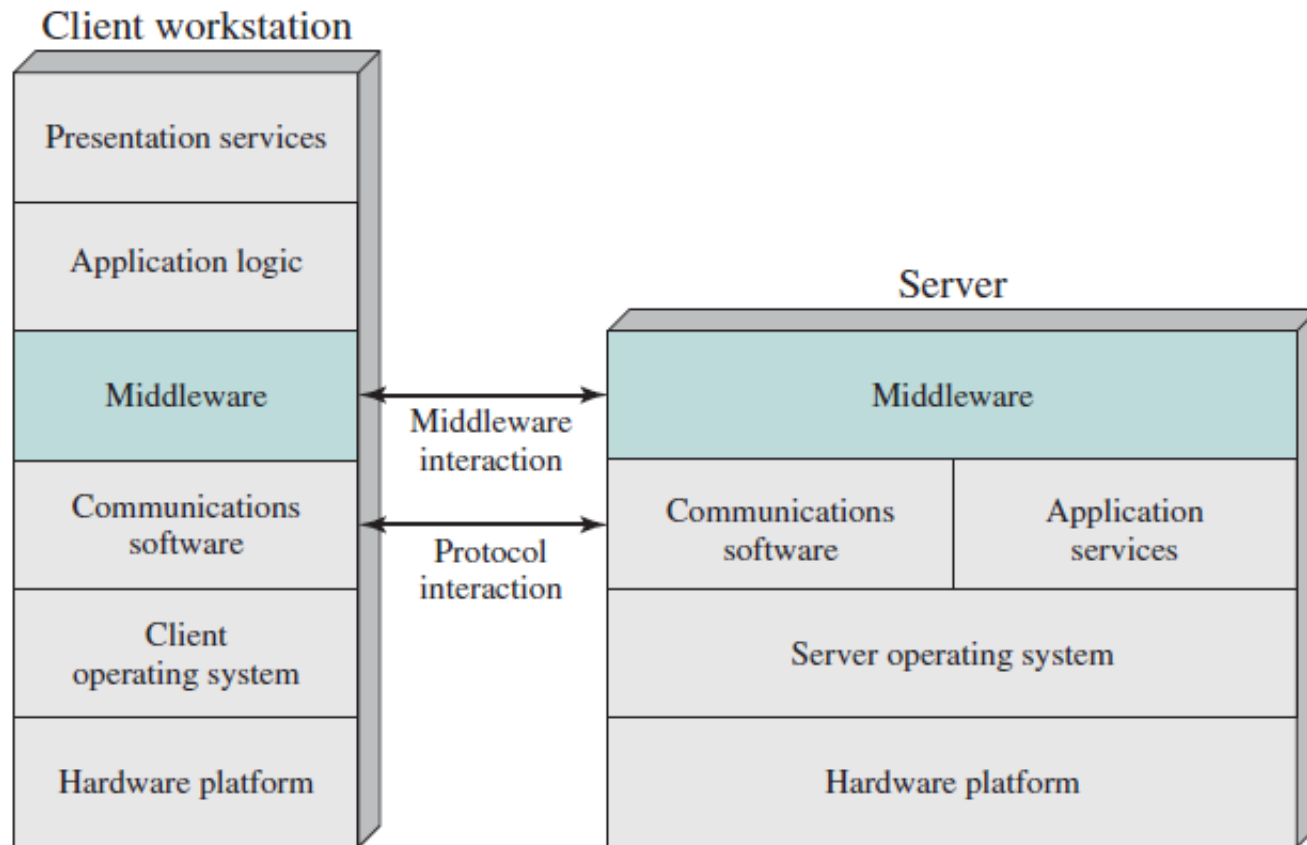 Client workstation
Presentation services
Application logic
Middleware
Communications
software
Client
operating system
Hardware platform
Middleware
interaction
Protocol
interaction
Server
Middleware
Communications
software
Application
services
Server operating system
Hardware platform